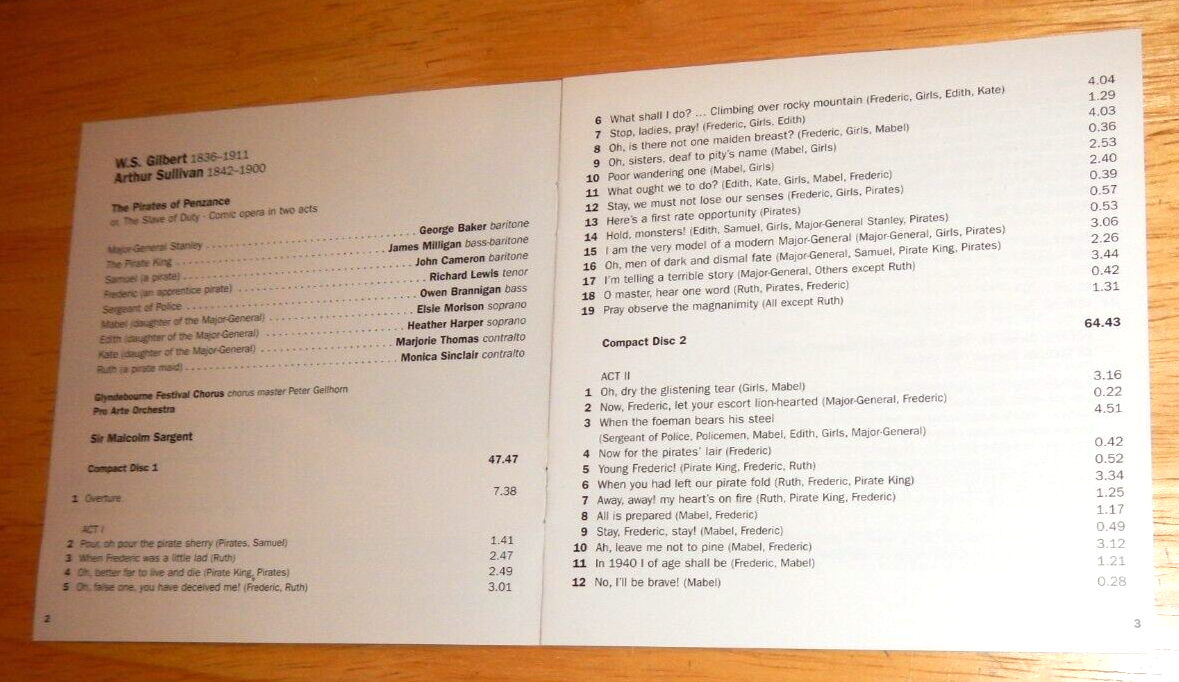 W.S. Gilbert 1836–1911
Arthur Sullivan 1842–1900
The Pirates of Penzance
or, The Slave of Duty · Comic opera in two acts
Major-General Stanley . . . . . George Baker baritone
The Pirate King . . . . . James Milligan bass-baritone
Samuel (a pirate) . . . . . John Cameron baritone
Frederic (an apprentice pirate) . . . . . Richard Lewis tenor
Sergeant of Police . . . . . Owen Brannigan bass
Mabel (daughter of the Major-General) . . . . . Elsie Morison soprano
Edith (daughter of the Major-General) . . . . . Heather Harper soprano
Kate (daughter of the Major-General) . . . . . Marjorie Thomas contralto
Ruth (a pirate maid) . . . . . Monica Sinclair contralto
Glyndebourne Festival Chorus chorus master Peter Gellhorn
Pro Arte Orchestra
Sir Malcolm Sargent
Compact Disc 1 47.47
1 Overture 7.38
ACT I
2 Pour, oh pour the pirate sherry (Pirates, Samuel) 1.41
3 When Frederic was a little lad (Ruth) 2.47
4 Oh, better far to live and die (Pirate King, Pirates) 2.49
5 Oh, false one, you have deceived me! (Frederic, Ruth) 3.01
2
6 What shall I do? ... Climbing over rocky mountain (Frederic, Girls, Edith, Kate) 4.04
7 Stop, ladies, pray! (Frederic, Girls, Edith) 1.29
8 Oh, is there not one maiden breast? (Frederic, Girls, Mabel) 4.03
9 Oh, sisters, deaf to pity's name (Mabel, Girls) 0.36
10 Poor wandering one (Mabel, Girls) 2.53
11 What ought we to do? (Edith, Kate, Girls, Mabel, Frederic) 2.40
12 Stay, we must not lose our senses (Frederic, Girls, Pirates) 0.39
13 Here's a first rate opportunity (Pirates) 0.57
14 Hold, monsters! (Edith, Samuel, Girls, Major-General Stanley, Pirates) 0.53
15 I am the very model of a modern Major-General (Major-General, Girls, Pirates) 3.06
16 Oh, men of dark and dismal fate (Major-General, Samuel, Pirate King, Pirates) 2.26
17 I'm telling a terrible story (Major-General, Others except Ruth) 3.44
18 O master, hear one word (Ruth, Pirates, Frederic) 0.42
19 Pray observe the magnanimity (All except Ruth) 1.31
Compact Disc 2 64.43
ACT II
1 Oh, dry the glistening tear (Girls, Mabel) 3.16
2 Now, Frederic, let your escort lion-hearted (Major-General, Frederic) 0.22
3 When the foeman bears his steel 4.51
(Sergeant of Police, Policemen, Mabel, Edith, Girls, Major-General)
4 Now for the pirates' lair (Frederic) 0.42
5 Young Frederic! (Pirate King, Frederic, Ruth) 0.52
6 When you had left our pirate fold (Ruth, Frederic, Pirate King) 3.34
7 Away, away! my heart's on fire (Ruth, Pirate King, Frederic) 1.25
8 All is prepared (Mabel, Frederic) 1.17
9 Stay, Frederic, stay! (Mabel, Frederic) 0.49
10 Ah, leave me not to pine (Mabel, Frederic) 3.12
11 In 1940 I of age shall be (Frederic, Mabel) 1.21
12 No, I'll be brave! (Mabel) 0.28
3